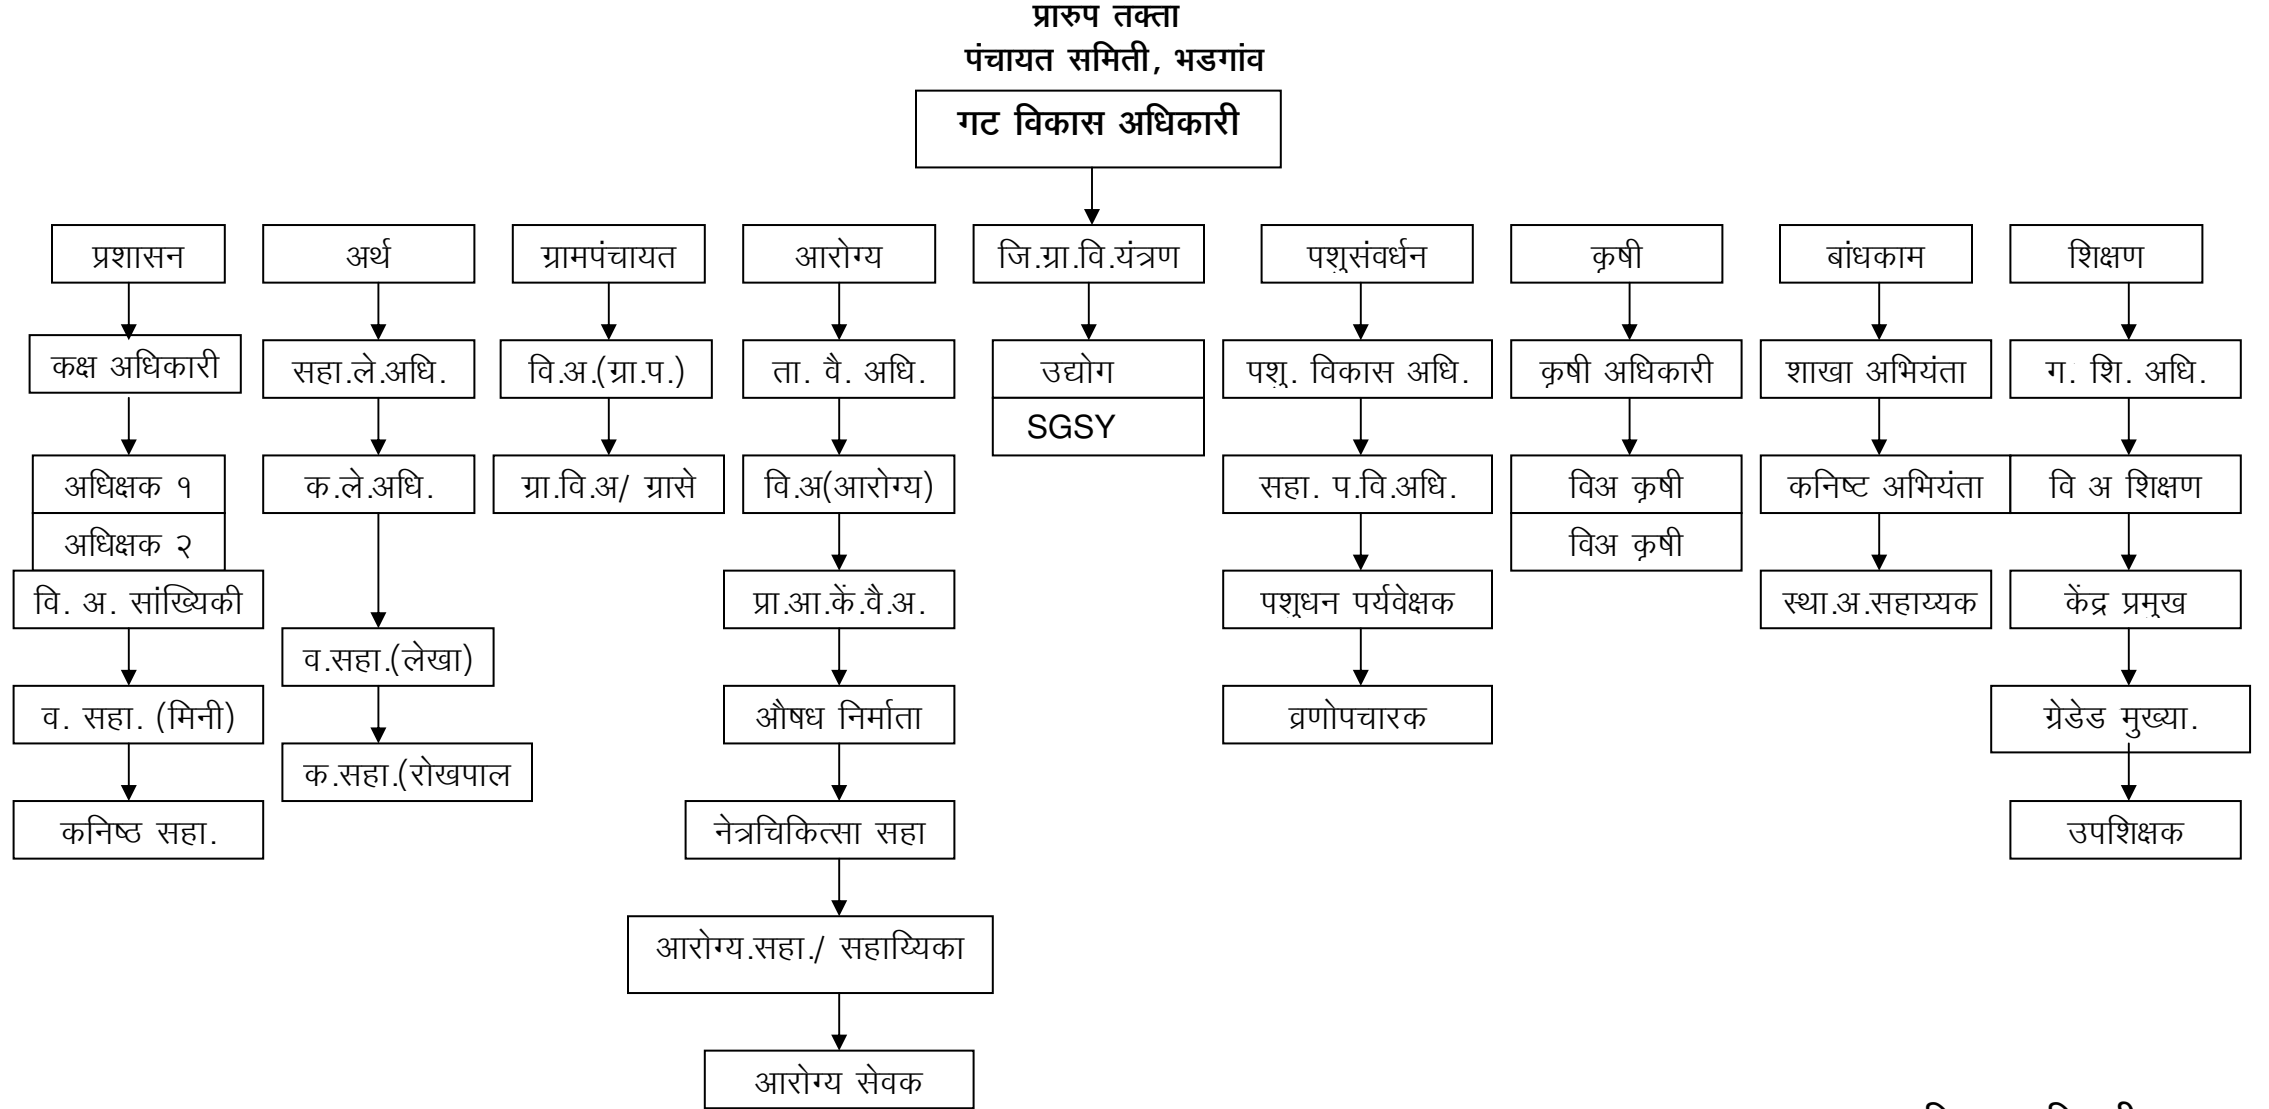 प्रारुप तक्ता
पंचायत समिती, भडगांव
गट विकास अधिकारी
प्रशासन
अर्थ
ग्रामपंचायत
आरोग्य
जि.ग्रा.वि.यंत्रण
पशुसंवर्धन
कृषी
बांधकाम
शिक्षण
कक्ष अधिकारी
सहा.ले.अधि.
वि.अ.(ग्रा.प.)
ता. वै. अधि.
उद्योग
पशु. विकास अधि.
कृषी अधिकारी
शाखा अभियंता
ग. शि. अधि.
SGSY
अधिक्षक १
क.ले.अधि.
ग्रा.वि.अ/ ग्रासे
वि.अ(आरोग्य)
सहा. प.वि.अधि.
विअ कृषी
कनिष्ट अभियंता
वि अ शिक्षण
अधिक्षक २
विअ कृषी
वि. अ. सांख्यिकी
प्रा.आ.कें.वै.अ.
पशुधन पर्यवेक्षक
स्था.अ.सहाय्यक
केंद्र प्रमुख
व.सहा.(लेखा)
व. सहा. (मिनी)
औषध निर्माता
व्रणोपचारक
ग्रेडेड मुख्या.
क.सहा.(रोखपाल
कनिष्ठ सहा.
नेत्रचिकित्सा सहा
उपशिक्षक
आरोग्य.सहा./ सहाय्यिका
आरोग्य सेवक